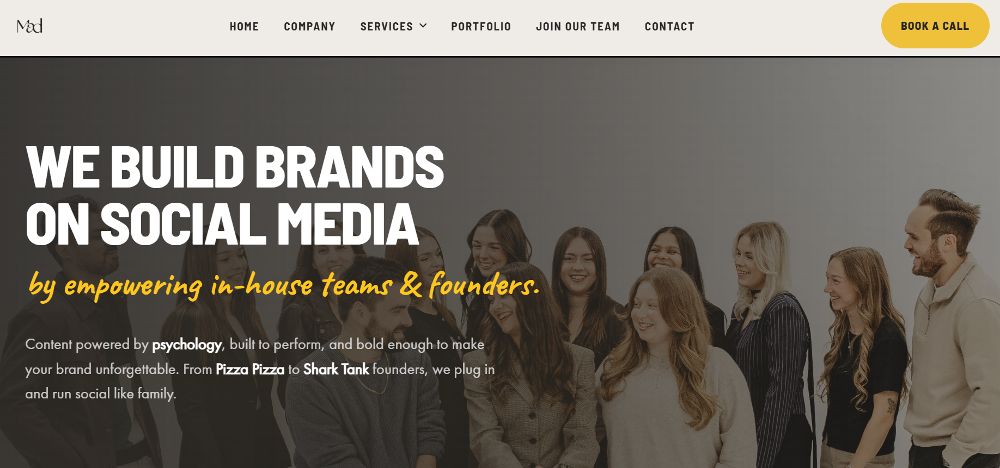 Mad
HOME
COMPANY
SERVICES
PORTFOLIO
JOIN OUR TEAM
CONTACT
BOOK A CALL
WE BUILD BRANDS
ON SOCIAL MEDIA
by empowering in-house teams & founders.
Content powered by psychology, built to perform, and bold enough to make
your brand unforgettable. From Pizza Pizza to Shark Tank founders, we plug in
and run social like family.